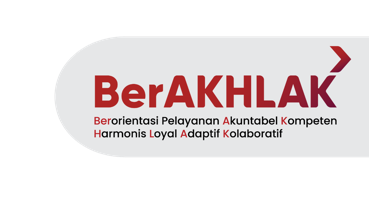 BerAKHLAK
Berorientasi Pelayanan Akuntabel Kompeten
Harmonis Loyal Adaptif Kolaboratif